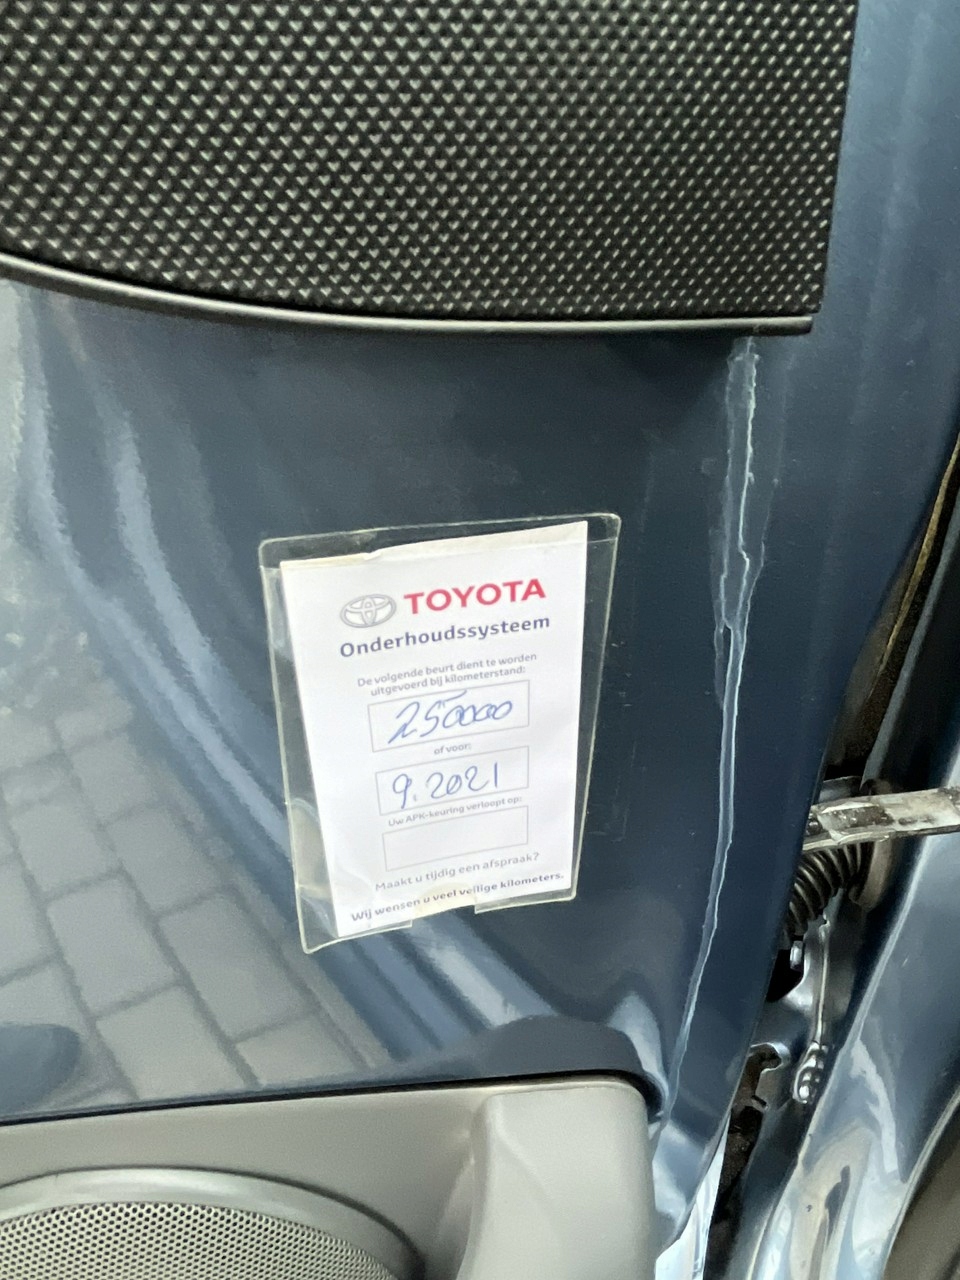 TOYOTA
Onderhoudssysteem
De volgende beurt dient te worden
uitgevoerd bij kilometerstand:
250000
of voor:
9.2021
Uw APK-keuring verloopt op:
Maakt u tijdig een afspraak?
Wij wensen u veel veilige kilometers.